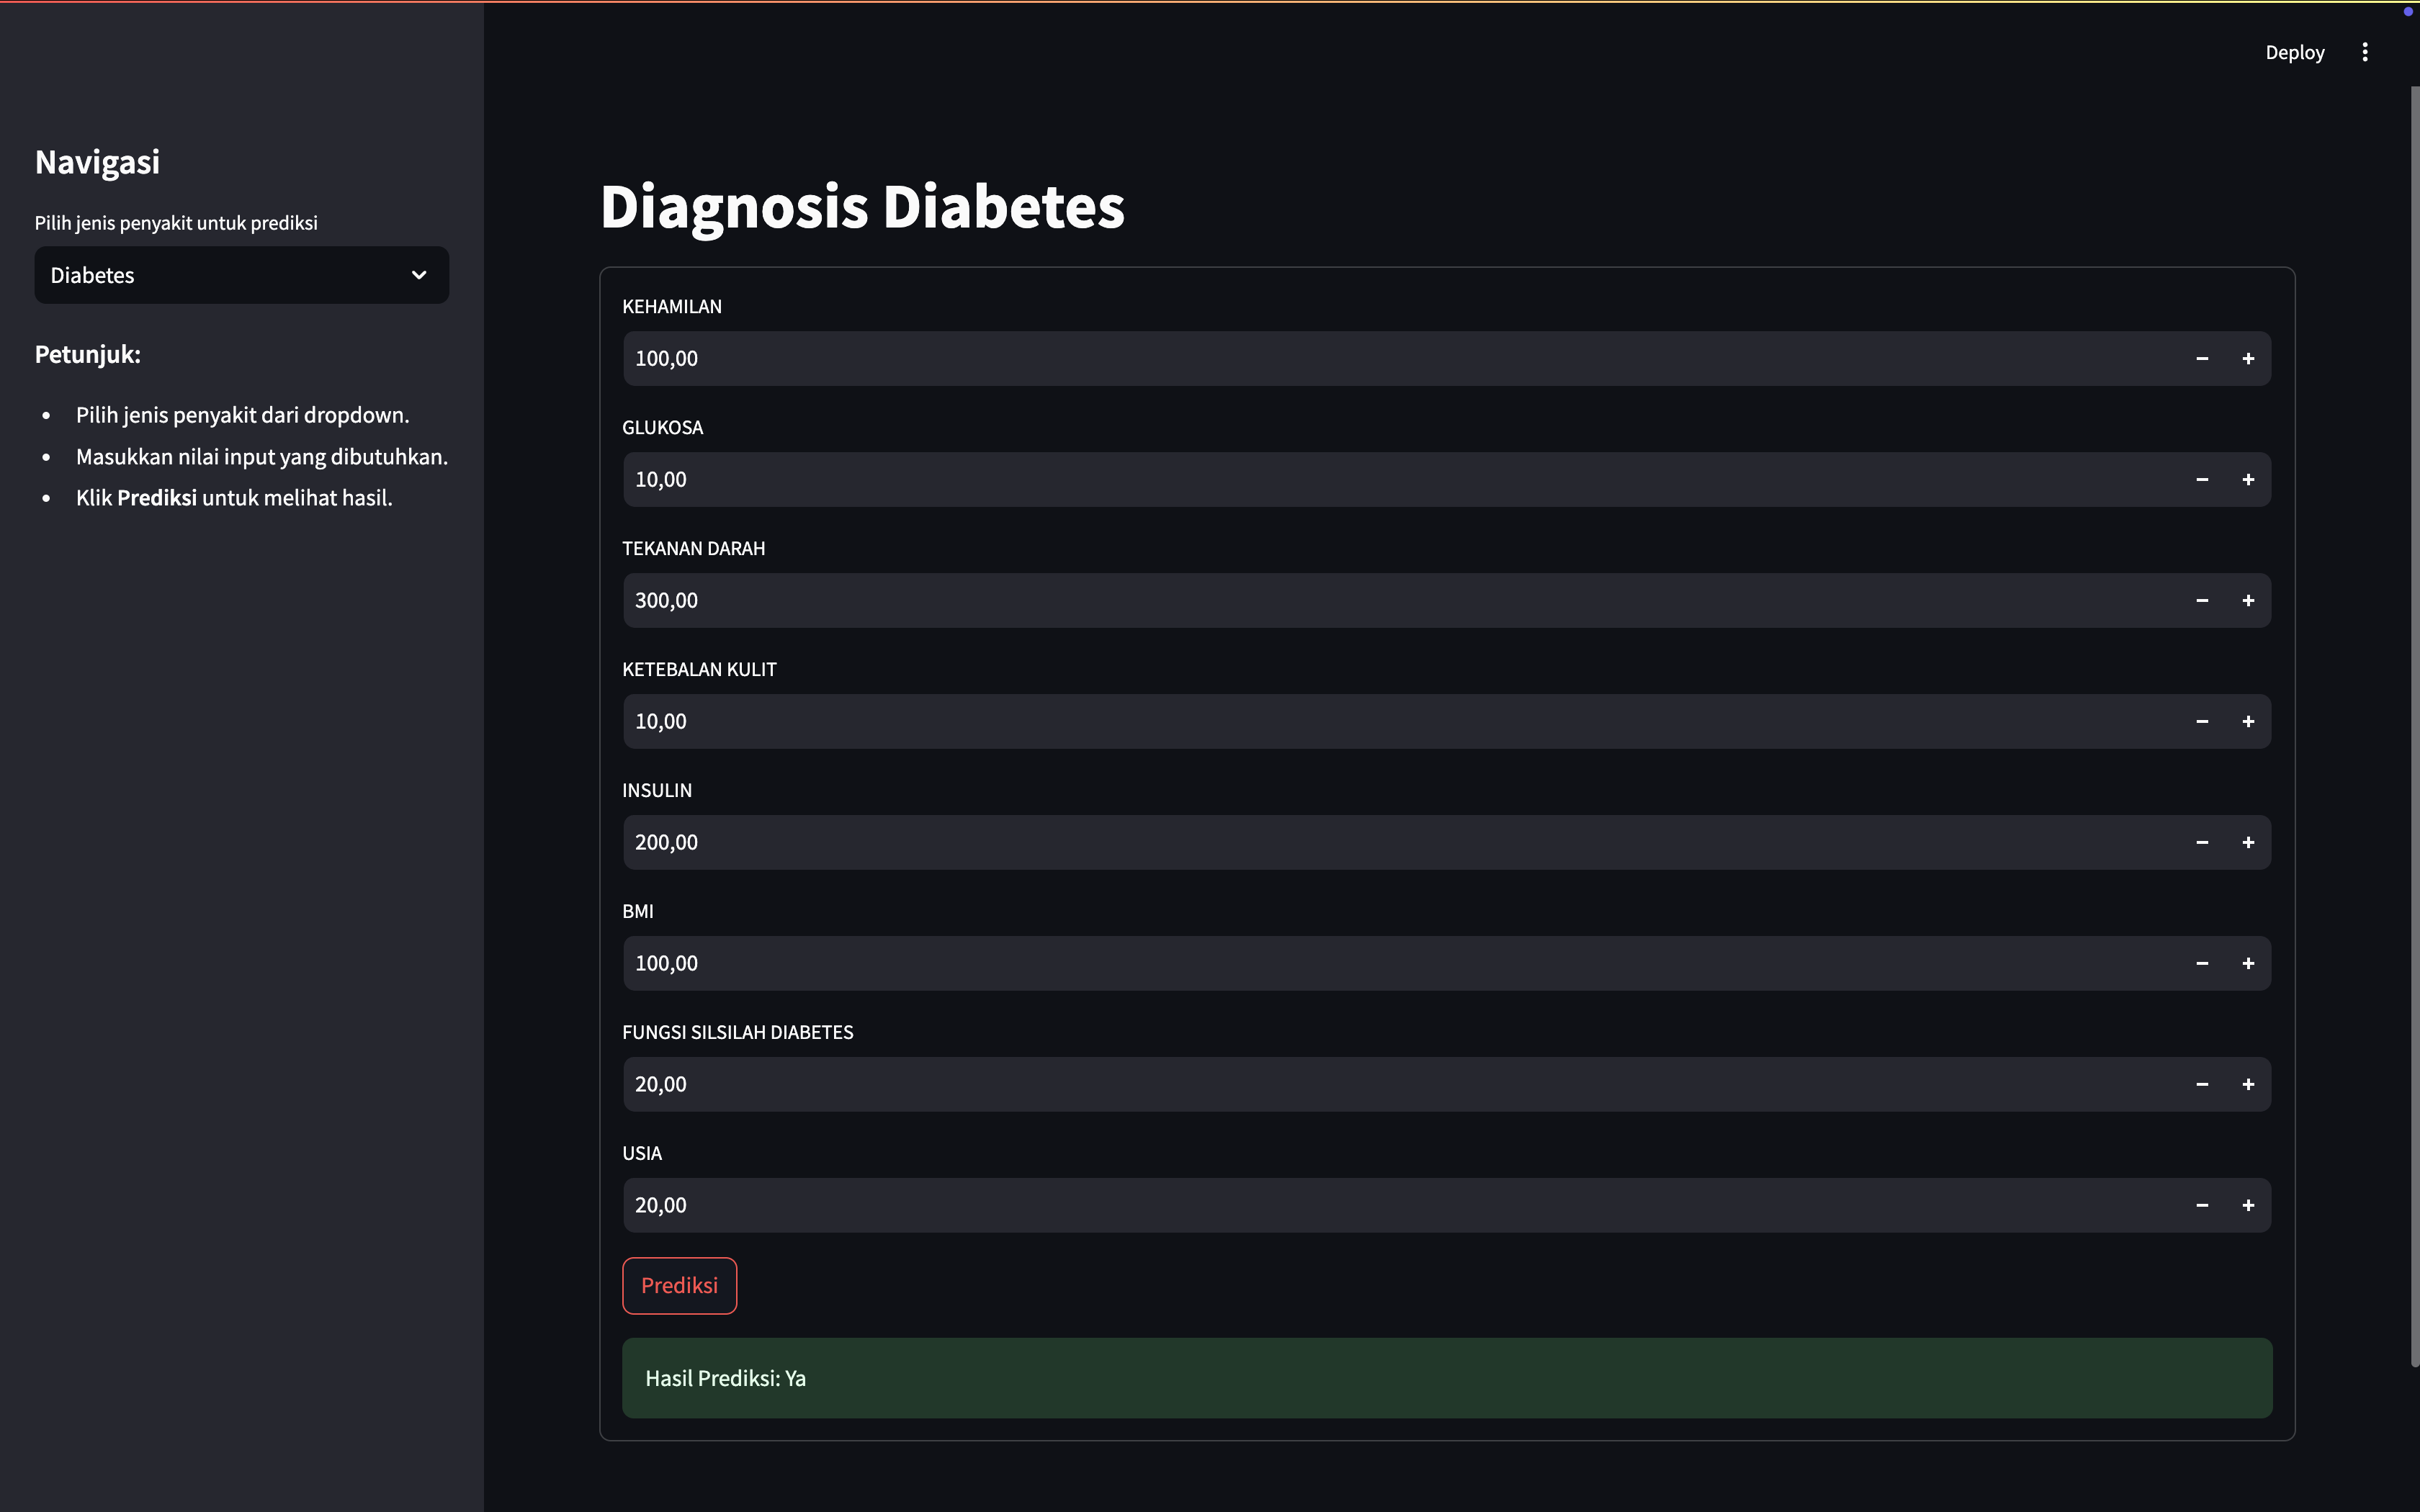 Deploy
Navigasi
Pilih jenis penyakit untuk prediksi
Diabetes
Petunjuk:
Pilih jenis penyakit dari dropdown.
Masukkan nilai input yang dibutuhkan.
Klik Prediksi untuk melihat hasil.
Diagnosis Diabetes
KEHAMILAN
100,00
GLUKOSA
10,00
TEKANAN DARAH
300,00
KETEBALAN KULIT
10,00
INSULIN
200,00
BMI
100,00
FUNGSI SILSILAH DIABETES
20,00
USIA
20,00
Prediksi
Hasil Prediksi: Ya